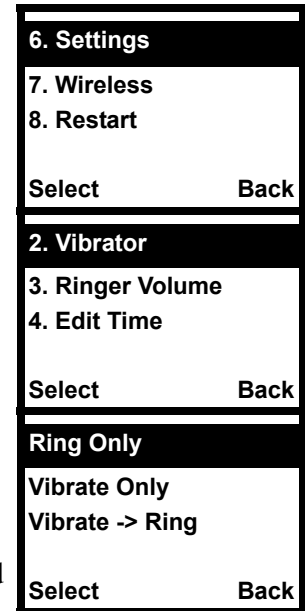 6. Settings
7. Wireless
8. Restart
Select Back
2. Vibrator
3. Ringer Volume
4. Edit Time
Select Back
Ring Only
Vibrate Only
Vibrate -> Ring
Select Back